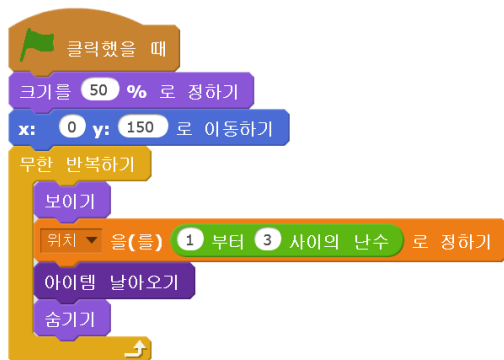 클릭했을 때
크기를 50 % 로 정하기
x: 0 y: 150 로 이동하기
무한 반복하기
보이기
위치 을(를) 1 부터 3 사이의 난수 로 정하기
아이템 날아오기
숨기기